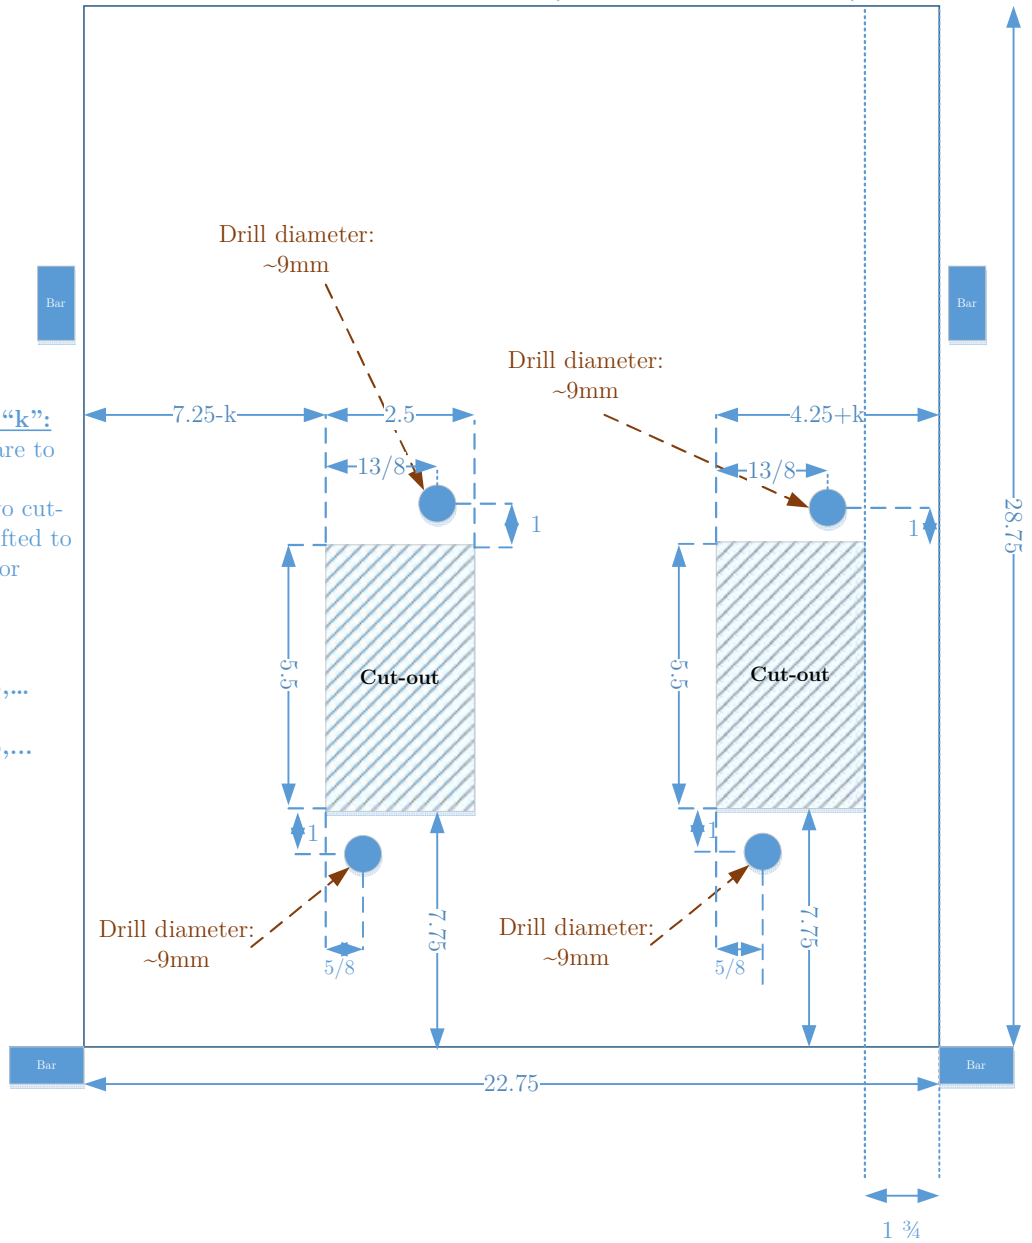 Drill diameter:
~9mm
Bar
Bar
Drill diameter:
~9mm
“k”:
7.25-k
2.5
4.25+k
are to
13/8
13/8
o cut-
fted to
or
1
1
28.75
5.5
5.5
Cut-out
Cut-out
,...
,...
1
1
Drill diameter:
~9mm
7.75
Drill diameter:
~9mm
7.75
5/8
5/8
Bar
Bar
22.75
1 ¾